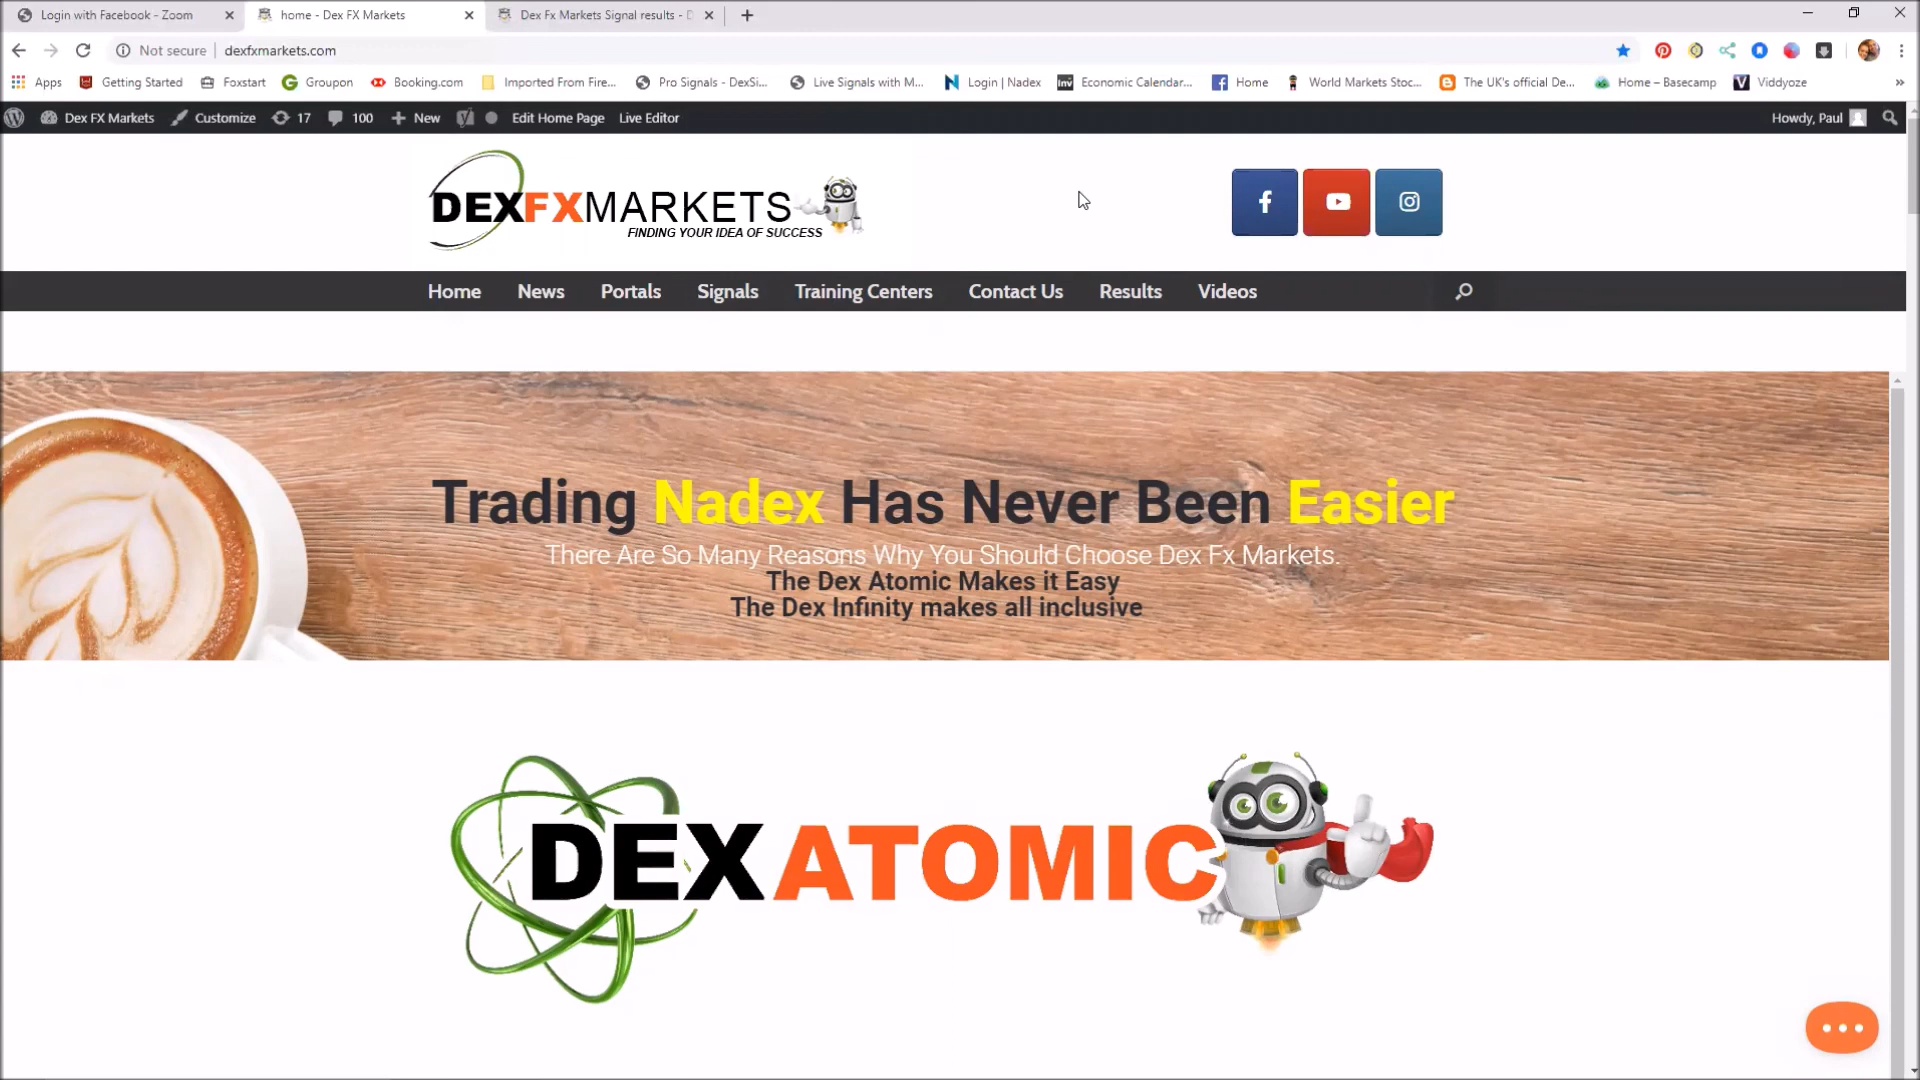 Login with Facebook - Zoom
home - Dex FX Markets
Dex Fx Markets Signal results - D
Not secure
dexfxmarkets.com
Apps
Getting Started
Foxstart
Groupon
Booking.com
Imported From Fire...
Pro Signals - DexSi...
Live Signals with M...
Login | Nadex
Economic Calendar...
Home
World Markets Stoc...
The UK's official De...
Home – Basecamp
Viddyoze
Dex FX Markets
Customize
17
100
New
Edit Home Page
Live Editor
Howdy, Paul
DEXFXMARKETS
FINDING YOUR IDEA OF SUCCESS
Home
News
Portals
Signals
Training Centers
Contact Us
Results
Videos
Trading Nadex Has Never Been Easier
There Are So Many Reasons Why You Should Choose Dex Fx Markets.
The Dex Atomic Makes it Easy
The Dex Infinity makes all inclusive
DEXATOMIC